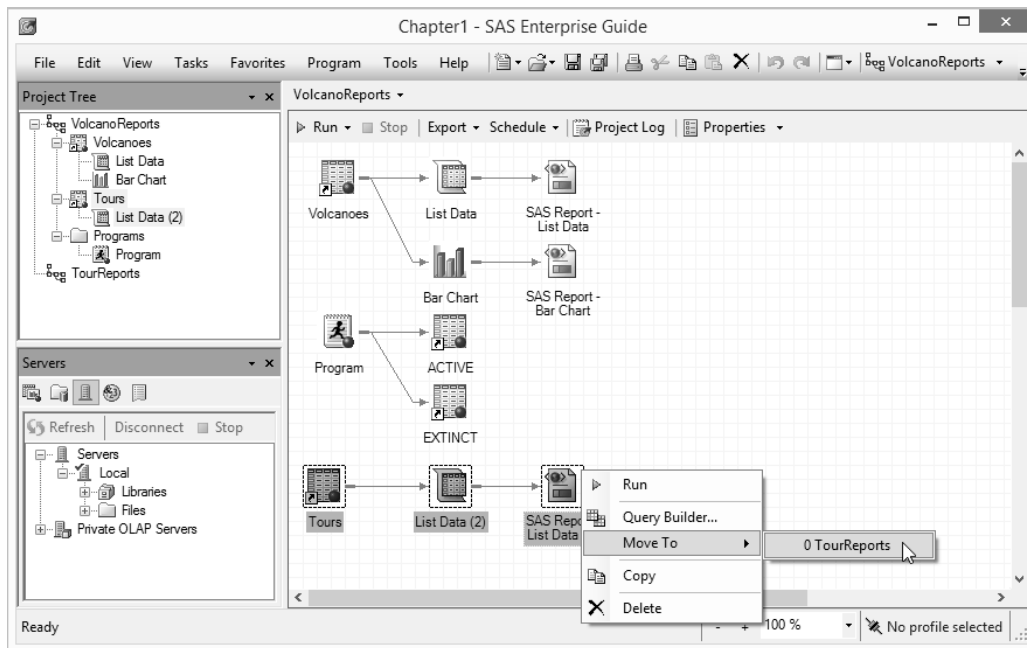 Chapter1 - SAS Enterprise Guide
File Edit View Tasks Favorites Program Tools Help VolcanoReports
Project Tree
VolcanoReports
Volcanoes
List Data
Bar Chart
Tours
List Data (2)
Programs
Program
TourReports
Servers
Refresh Disconnect Stop
Servers
Local
Libraries
Files
Private OLAP Servers
VolcanoReports
Run Stop Export Schedule Project Log Properties
Volcanoes
List Data
SAS Report -
List Data
Bar Chart
SAS Report -
Bar Chart
Program
ACTIVE
EXTINCT
Tours
List Data (2)
SAS Repo
List Data
Run
Query Builder...
Move To
0 TourReports
Copy
Delete
Ready
- + 100 % No profile selected